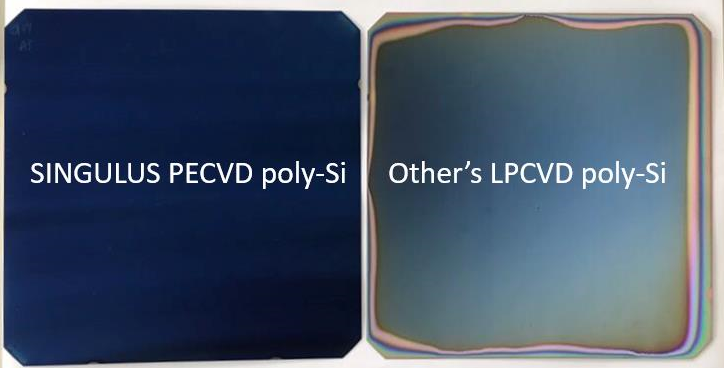 SINGULUS PECVD poly-Si
Other's LPCVD poly-Si